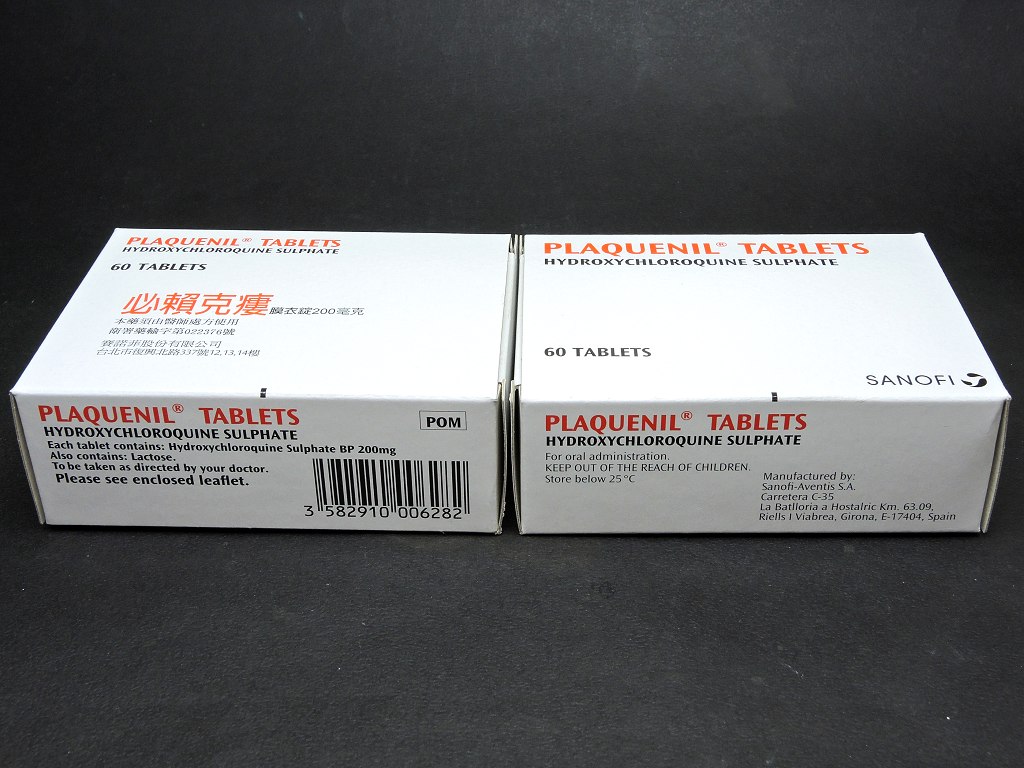 PLAQUENIL® TABLETS
HYDROXYCHLOROQUINE SULPHATE
60 TABLETS
必賴克瘻膜衣錠200毫克
本藥須由醫師處方使用
衛署藥輸字第022376號
賽諾菲股份有限公司
台北市復興北路337號12,13,14樓
PLAQUENIL® TABLETS
HYDROXYCHLOROQUINE SULPHATE
Each tablet contains: Hydroxychloroquine Sulphate BP 200mg
Also contains: Lactose.
To be taken as directed by your doctor.
Please see enclosed leaflet.
POM
3 582910 006282
PLAQUENIL® TABLETS
HYDROXYCHLOROQUINE SULPHATE
60 TABLETS
SANOFI
PLAQUENIL® TABLETS
HYDROXYCHLOROQUINE SULPHATE
For oral administration.
KEEP OUT OF THE REACH OF CHILDREN.
Store below 25°C
Manufactured by:
Sanofi-Aventis S.A.
Carretera C-35
La Batlloria a Hostalric Km. 63.09,
Riells I Viabrea, Girona, E-17404, Spain